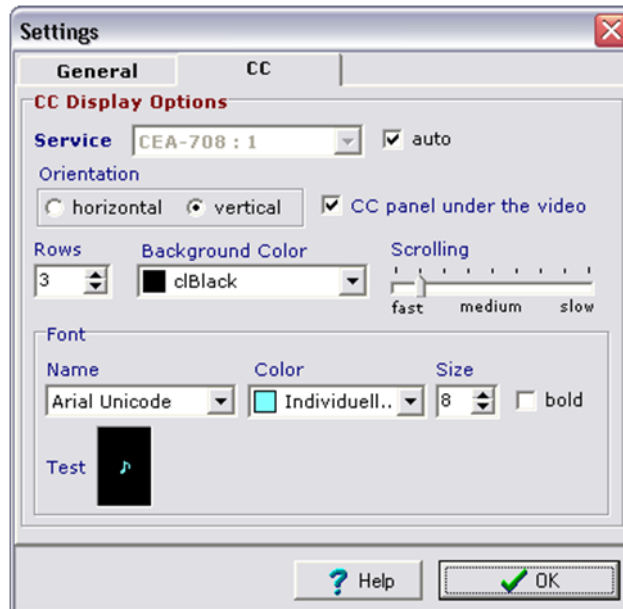 Settings
General CC
CC Display Options
Service CEA-708 : 1 auto
Orientation
horizontal vertical CC panel under the video
Rows Background Color Scrolling
3 clBlack
fast medium slow
Font
Name Color Size
Arial Unicode Individuell.. 8 bold
Test ♪
Help OK